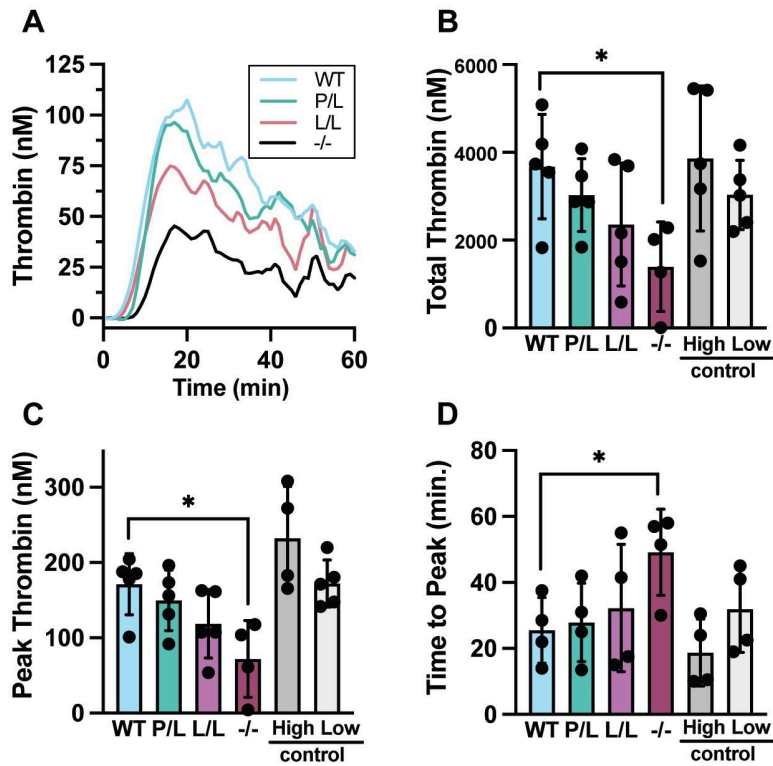 A
Thrombin (nM)
125
100
75
50
25
0
WT
P/L
L/L
-/-
0 20 40 60
Time (min)
B
Total Thrombin (nM)
6000
4000
2000
0
*
WT P/L L/L -/- High Low
control
C
Peak Thrombin (nM)
300
200
100
0
*
WT P/L L/L -/- High Low
control
D
Time to Peak (min.)
80
60
40
20
0
*
WT P/L L/L -/- High Low
control